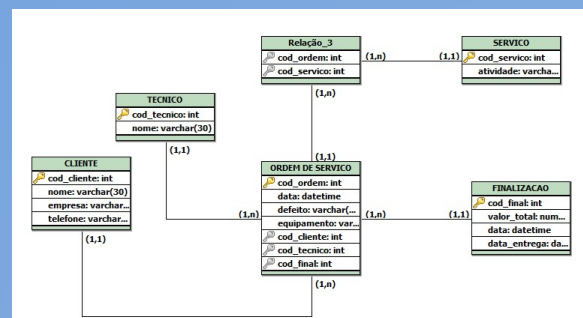 Relação_3
cod_ordem: int
cod_servico: int
(1,n)
(1,1)
SERVICO
cod_servico: int
atividade: varcha...
(1,n)
TECNICO
cod_tecnico: int
nome: varchar(30)
(1,1)
(1,1)
CLIENTE
cod_cliente: int
nome: varchar(30)
empresa: varchar...
telefone: varchar...
(1,1)
ORDEM DE SERVICO
cod_ordem: int
data: datetime
defeito: varchar(...
equipamento: var...
cod_cliente: int
cod_tecnico: int
cod_final: int
(1,n)
(1,n)
(1,1)
(1,n)
FINALIZACAO
cod_final: int
valor_total: num...
data: datetime
data_entrega: da...